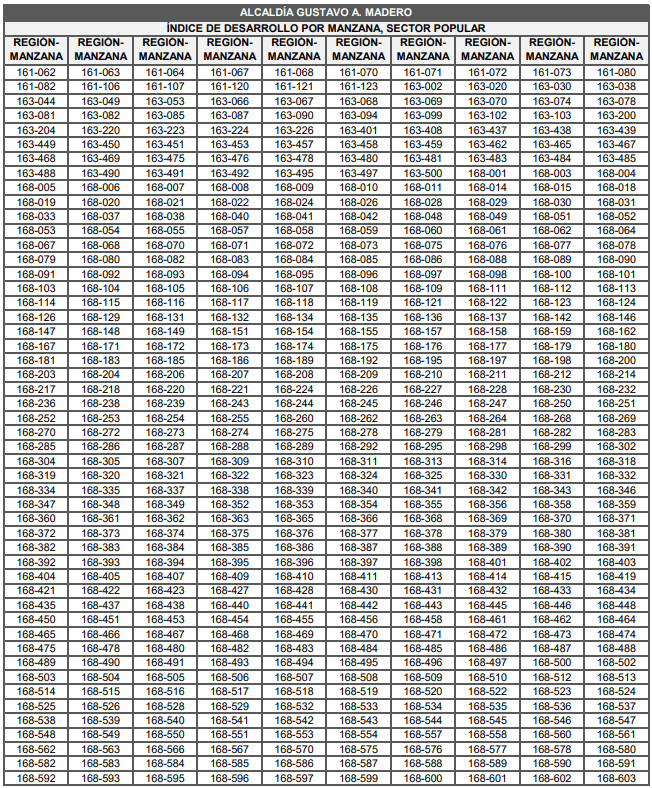 ALCALDÍA GUSTAVO A. MADERO
ÍNDICE DE DESARROLLO POR MANZANA, SECTOR POPULAR
REGIÓN-MANZANA REGIÓN-MANZANA REGIÓN-MANZANA REGIÓN-MANZANA REGIÓN-MANZANA REGIÓN-MANZANA REGIÓN-MANZANA REGIÓN-MANZANA REGIÓN-MANZANA REGIÓN-MANZANA
161-062 161-063 161-064 161-067 161-068 161-070 161-071 161-072 161-073 161-080
161-082 161-106 161-107 161-120 161-121 161-123 163-002 163-020 163-030 163-038
163-044 163-049 163-053 163-066 163-067 163-068 163-069 163-070 163-074 163-078
163-081 163-082 163-085 163-087 163-090 163-094 163-099 163-102 163-103 163-200
163-204 163-220 163-223 163-224 163-226 163-401 163-408 163-437 163-438 163-439
163-449 163-450 163-451 163-453 163-457 163-458 163-459 163-462 163-465 163-467
163-468 163-469 163-475 163-476 163-478 163-480 163-481 163-483 163-484 163-485
163-488 163-490 163-491 163-492 163-495 163-497 163-500 168-001 168-003 168-004
168-005 168-006 168-007 168-008 168-009 168-010 168-011 168-014 168-015 168-018
168-019 168-020 168-021 168-022 168-024 168-026 168-028 168-029 168-030 168-031
168-033 168-037 168-038 168-040 168-041 168-042 168-048 168-049 168-051 168-052
168-053 168-054 168-055 168-057 168-058 168-059 168-060 168-061 168-062 168-064
168-067 168-068 168-070 168-071 168-072 168-073 168-075 168-076 168-077 168-078
168-079 168-080 168-082 168-083 168-084 168-085 168-086 168-088 168-089 168-090
168-091 168-092 168-093 168-094 168-095 168-096 168-097 168-098 168-100 168-101
168-103 168-104 168-105 168-106 168-107 168-108 168-109 168-111 168-112 168-113
168-114 168-115 168-116 168-117 168-118 168-119 168-121 168-122 168-123 168-124
168-126 168-129 168-131 168-132 168-134 168-135 168-136 168-137 168-142 168-146
168-147 168-148 168-149 168-151 168-154 168-155 168-157 168-158 168-159 168-162
168-167 168-171 168-172 168-173 168-174 168-175 168-176 168-177 168-179 168-180
168-181 168-183 168-185 168-186 168-189 168-192 168-195 168-197 168-198 168-200
168-203 168-204 168-206 168-207 168-208 168-209 168-210 168-211 168-212 168-214
168-217 168-218 168-220 168-221 168-224 168-226 168-227 168-228 168-230 168-232
168-236 168-238 168-239 168-243 168-244 168-245 168-246 168-247 168-250 168-251
168-252 168-253 168-254 168-255 168-260 168-262 168-263 168-264 168-268 168-269
168-270 168-272 168-273 168-274 168-275 168-278 168-279 168-281 168-282 168-283
168-285 168-286 168-287 168-288 168-289 168-292 168-295 168-298 168-299 168-302
168-304 168-305 168-307 168-309 168-310 168-311 168-313 168-314 168-316 168-318
168-319 168-320 168-321 168-322 168-323 168-324 168-325 168-330 168-331 168-332
168-334 168-335 168-337 168-338 168-339 168-340 168-341 168-342 168-343 168-346
168-347 168-348 168-349 168-352 168-353 168-354 168-355 168-356 168-358 168-359
168-360 168-361 168-362 168-363 168-365 168-366 168-368 168-369 168-370 168-371
168-372 168-373 168-374 168-375 168-376 168-377 168-378 168-379 168-380 168-381
168-382 168-383 168-384 168-385 168-386 168-387 168-388 168-389 168-390 168-391
168-392 168-393 168-394 168-395 168-396 168-397 168-398 168-401 168-402 168-403
168-404 168-405 168-407 168-409 168-410 168-411 168-413 168-414 168-415 168-419
168-421 168-422 168-423 168-427 168-428 168-430 168-431 168-432 168-433 168-434
168-435 168-437 168-438 168-440 168-441 168-442 168-443 168-445 168-446 168-448
168-450 168-451 168-453 168-454 168-455 168-456 168-458 168-461 168-462 168-464
168-465 168-466 168-467 168-468 168-469 168-470 168-471 168-472 168-473 168-474
168-475 168-478 168-480 168-482 168-483 168-484 168-485 168-486 168-487 168-488
168-489 168-490 168-491 168-493 168-494 168-495 168-496 168-497 168-500 168-502
168-503 168-504 168-505 168-506 168-507 168-508 168-509 168-510 168-512 168-513
168-514 168-515 168-516 168-517 168-518 168-519 168-520 168-522 168-523 168-524
168-525 168-526 168-528 168-529 168-532 168-533 168-534 168-535 168-536 168-537
168-538 168-539 168-540 168-541 168-542 168-543 168-544 168-545 168-546 168-547
168-548 168-549 168-550 168-551 168-553 168-554 168-557 168-558 168-560 168-561
168-562 168-563 168-566 168-567 168-570 168-575 168-576 168-577 168-578 168-580
168-582 168-583 168-584 168-585 168-586 168-587 168-588 168-589 168-590 168-591
168-592 168-593 168-595 168-596 168-597 168-599 168-600 168-601 168-602 168-603